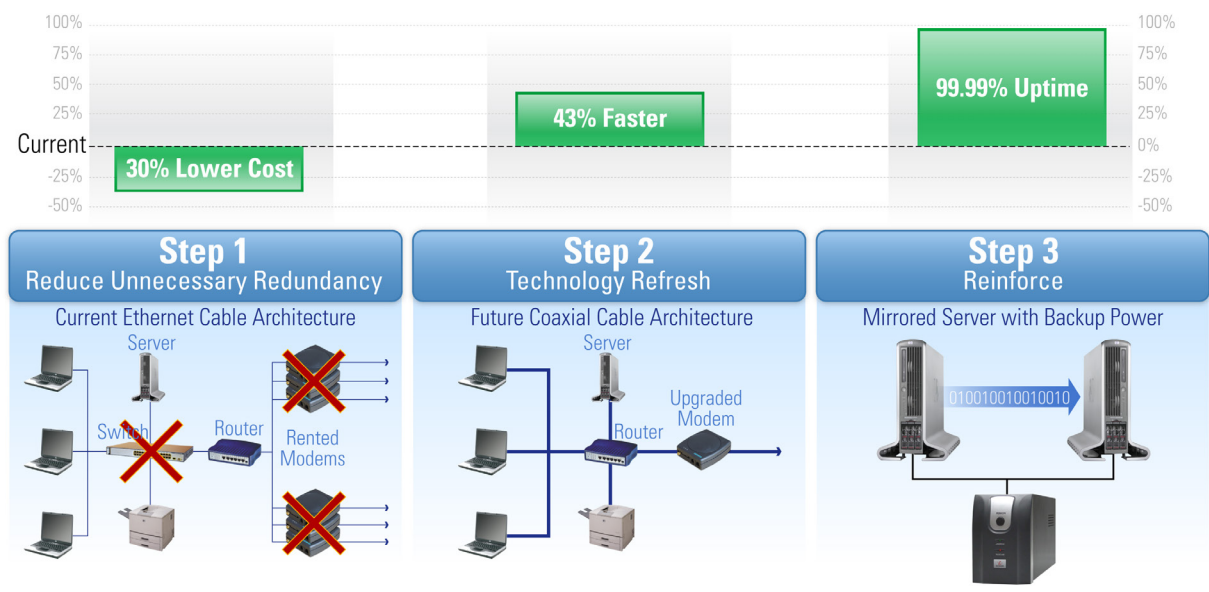 100%
75%
50%
25%
Current
-25%
-50%
100%
75%
50%
25%
0%
-25%
-50%
30% Lower Cost
43% Faster
99.99% Uptime
Step 1
Reduce Unnecessary Redundancy
Current Ethernet Cable Architecture
Server
Switch
Router
Rented
Modems
Step 2
Technology Refresh
Future Coaxial Cable Architecture
Server
Upgraded
Modem
Router
Step 3
Reinforce
Mirrored Server with Backup Power
010010010010010